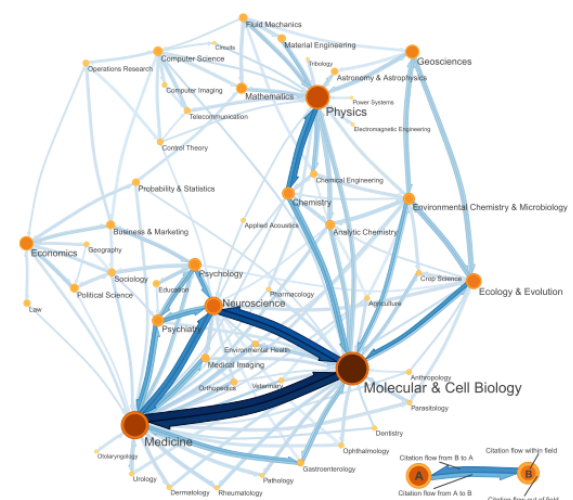 Fluid Mechanics
Material Engineering
Circuits
Computer Science
Tribology
Geosciences
Operations Research
Astronomy & Astrophysics
Computer Imaging
Mathematics
Power Systems
Physics
Telecommunication
Electromagnetic Engineering
Control Theory
Chemical Engineering
Probability & Statistics
Chemistry
Environmental Chemistry & Microbiology
Applied Acoustics
Analytic Chemistry
Business & Marketing
Geography
Economics
Psychology
Sociology
Crop Science
Education
Political Science
Pharmacology
Ecology & Evolution
Neuroscience
Agriculture
Law
Psychiatry
Environmental Health
Medical Imaging
Anthropology
Orthopedics
Veterinary
Molecular & Cell Biology
Parasitology
Dentistry
Medicine
Ophthalmology
Otolaryngology
Gastroenterology
Citation flow from B to A
Citation flow within field
A
B
Urology
Pathology
Dermatology
Rheumatology
Citation flow from A to B
Citation flow out of field